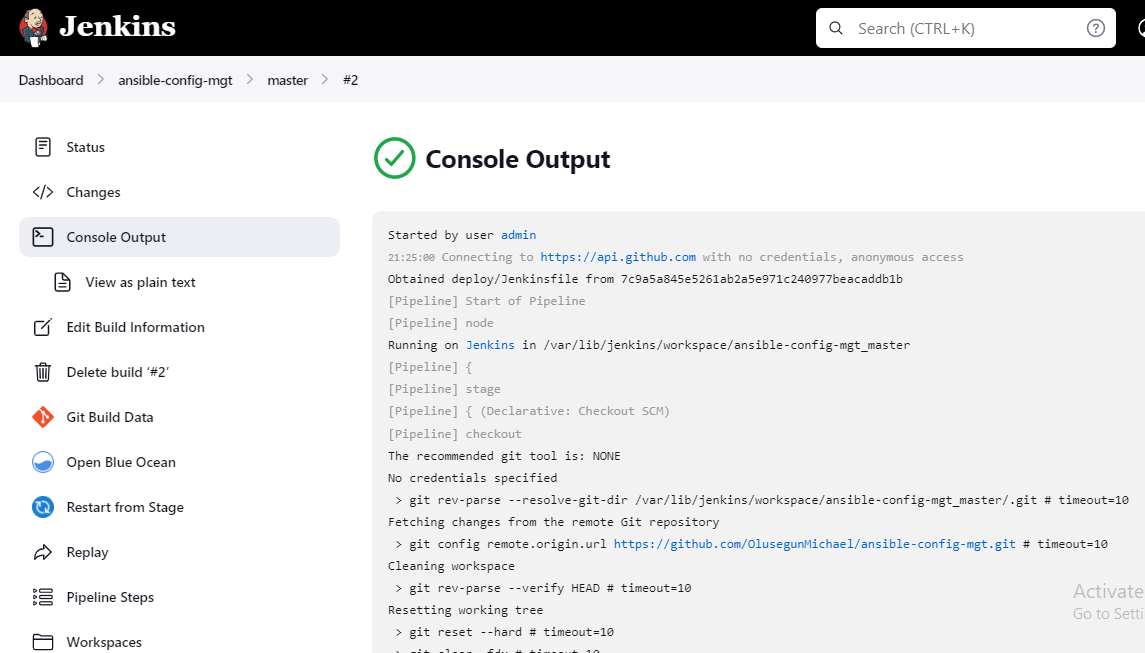 Jenkins
Search (CTRL+K)
Dashboard
ansible-config-mgt
master
#2
Status
Changes
Console Output
View as plain text
Edit Build Information
Delete build ‘#2’
Git Build Data
Open Blue Ocean
Restart from Stage
Replay
Pipeline Steps
Workspaces
Console Output
Started by user admin
21:25:00 Connecting to https://api.github.com with no credentials, anonymous access
Obtained deploy/Jenkinsfile from 7c9a5a845e5261ab2a5e971c240977beacaddb1b
[Pipeline] Start of Pipeline
[Pipeline] node
Running on Jenkins in /var/lib/jenkins/workspace/ansible-config-mgt_master
[Pipeline] {
[Pipeline] stage
[Pipeline] { (Declarative: Checkout SCM)
[Pipeline] checkout
The recommended git tool is: NONE
No credentials specified
> git rev-parse --resolve-git-dir /var/lib/jenkins/workspace/ansible-config-mgt_master/.git # timeout=10
Fetching changes from the remote Git repository
> git config remote.origin.url https://github.com/OlusegunMichael/ansible-config-mgt.git # timeout=10
Cleaning workspace
> git rev-parse --verify HEAD # timeout=10
Resetting working tree
> git reset --hard # timeout=10
Activate
Go to Setti